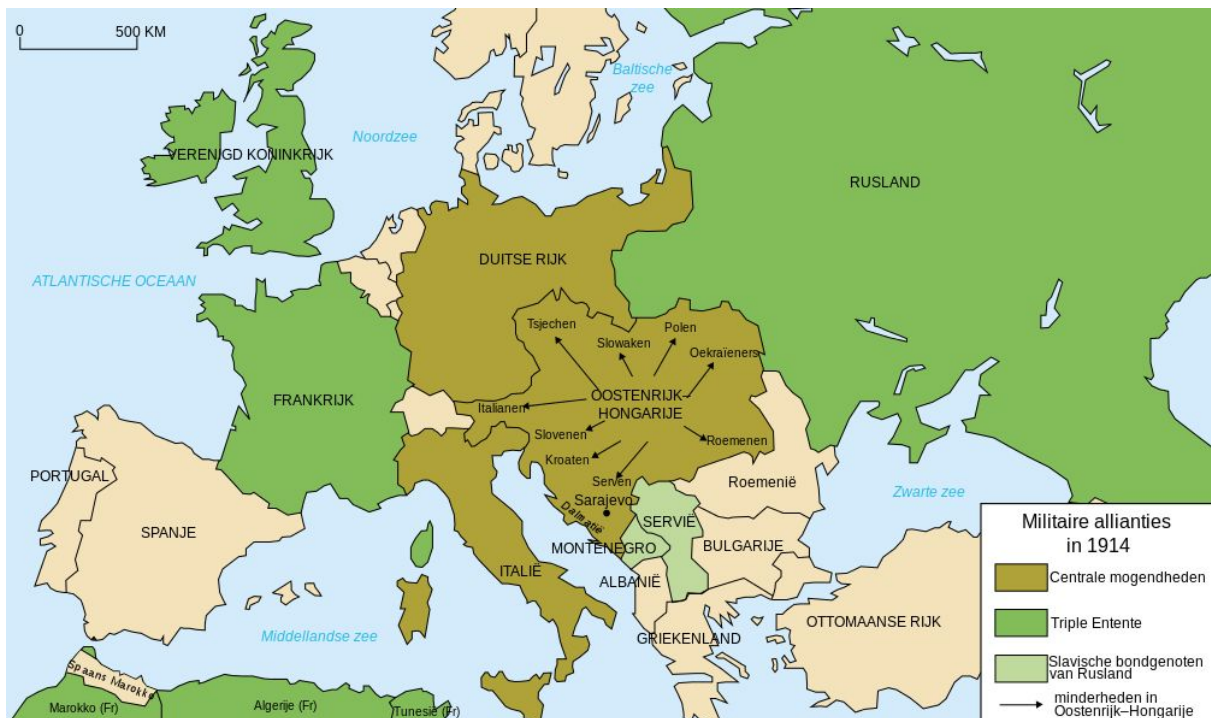 0 500 KM
Baltische
zee
Noordzee
VERENIGD KONINKRIJK
RUSLAND
DUITSE RIJK
ATLANTISCHE OCEAAN
Tsjechen
Polen
Slowaken
Oekraïeners
OOSTENRIJK–
HONGARIJE
FRANKRIJK
Italianen
Slovenen
Roemenen
Kroaten
PORTUGAL
Serven
Roemenië
Sarajevo
Zwarte zee
Dalmatië
SERVIË
SPANJE
MONTENEGRO
BULGARIJE
ITALIË
ALBANIË
OTTOMAANSE RIJK
Middellandse zee
GRIEKENLAND
Spaans Marokko
Marokko (Fr)
Algerije (Fr)
Tunesië (Fr)
Militaire allianties
in 1914
Centrale mogendheden
Triple Entente
Slavische bondgenoten
van Rusland
minderheden in
Oostenrijk–Hongarije